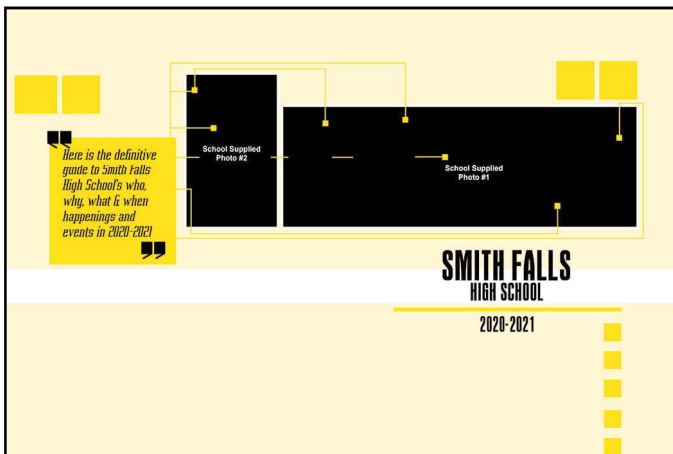 School Supplied
Photo #2
School Supplied
Photo #1
Here is the definitive
guide to Smith Falls
High School's who,
why, what & when
happenings and
events in 2020-2021
SMITH FALLS
HIGH SCHOOL
2020-2021